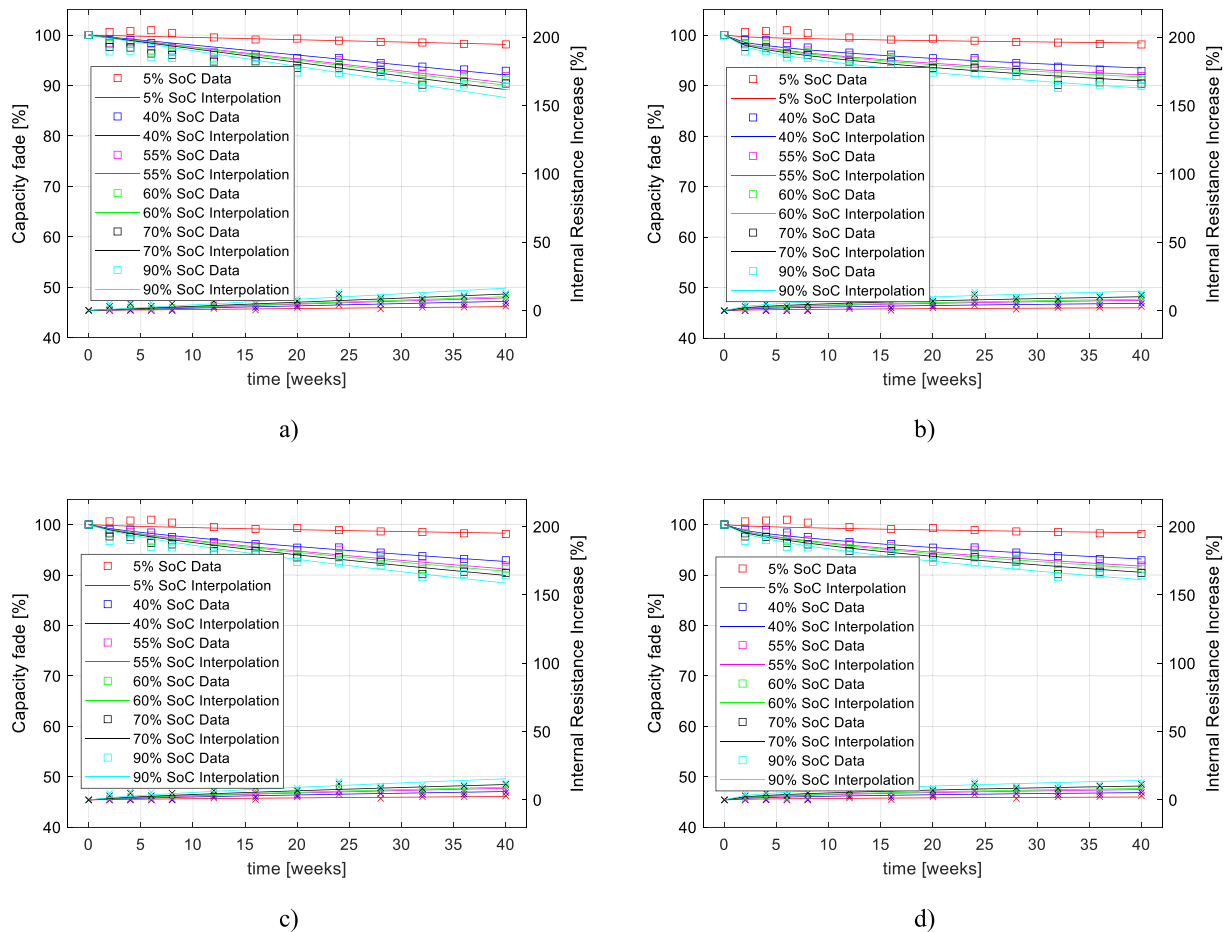 100
90
80
70
60
50
40
Capacity fade [%]
200
150
100
50
0
Internal Resistance Increase [%]
5% SoC Data
5% SoC Interpolation
40% SoC Data
40% SoC Interpolation
55% SoC Data
55% SoC Interpolation
60% SoC Data
60% SoC Interpolation
70% SoC Data
70% SoC Interpolation
90% SoC Data
90% SoC Interpolation
0 5 10 15 20 25 30 35 40
time [weeks]
a)
100
90
80
70
60
50
40
Capacity fade [%]
200
150
100
50
0
Internal Resistance Increase [%]
5% SoC Data
5% SoC Interpolation
40% SoC Data
40% SoC Interpolation
55% SoC Data
55% SoC Interpolation
60% SoC Data
60% SoC Interpolation
70% SoC Data
70% SoC Interpolation
90% SoC Data
90% SoC Interpolation
0 5 10 15 20 25 30 35 40
time [weeks]
b)
100
90
80
70
60
50
40
Capacity fade [%]
200
150
100
50
0
Internal Resistance Increase [%]
5% SoC Data
5% SoC Interpolation
40% SoC Data
40% SoC Interpolation
55% SoC Data
55% SoC Interpolation
60% SoC Data
60% SoC Interpolation
70% SoC Data
70% SoC Interpolation
90% SoC Data
90% SoC Interpolation
0 5 10 15 20 25 30 35 40
time [weeks]
c)
100
90
80
70
60
50
40
Capacity fade [%]
200
150
100
50
0
Internal Resistance Increase [%]
5% SoC Data
5% SoC Interpolation
40% SoC Data
40% SoC Interpolation
55% SoC Data
55% SoC Interpolation
60% SoC Data
60% SoC Interpolation
70% SoC Data
70% SoC Interpolation
90% SoC Data
90% SoC Interpolation
0 5 10 15 20 25 30 35 40
time [weeks]
d)